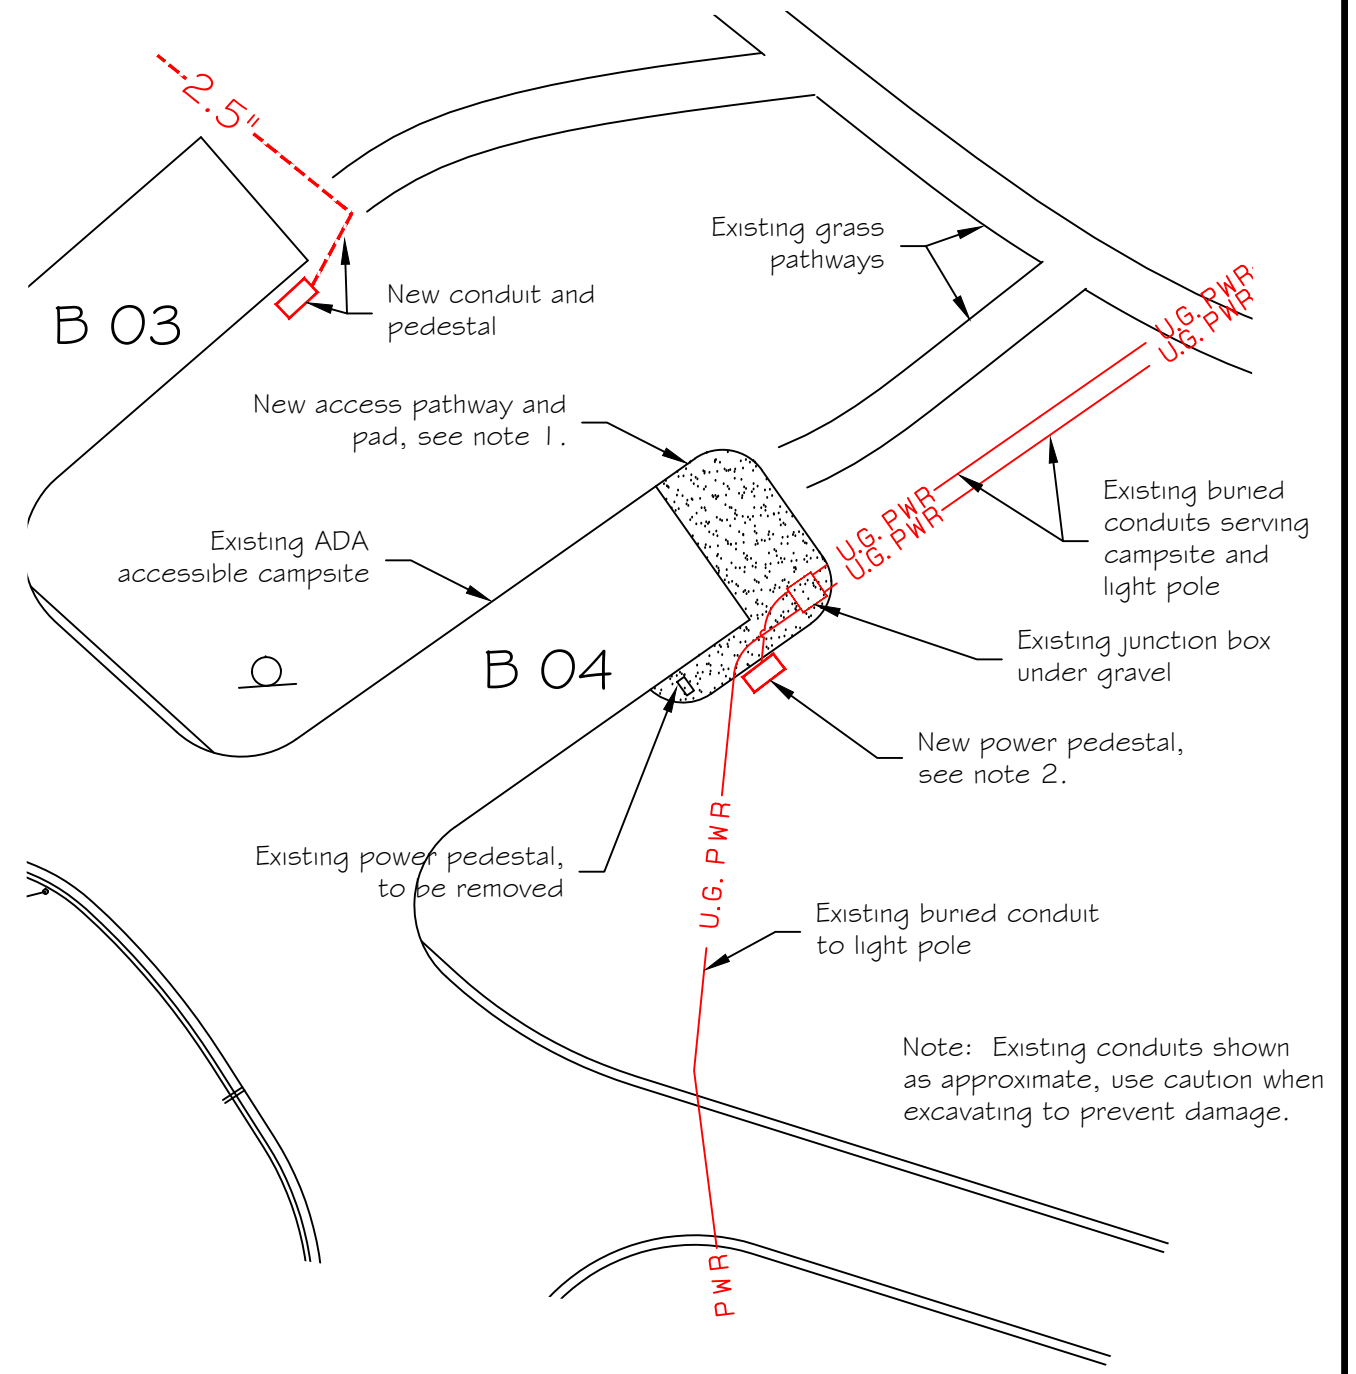 2.5"
Existing grass
pathways
New conduit and
pedestal
B 03
U.G. PWR
U.G. PWR
New access pathway and
pad, see note 1.
Existing buried
conduits serving
campsite and
light pole
U.G. PWR
U.G. PWR
Existing ADA
accessible campsite
Existing junction box
under gravel
B 04
New power pedestal,
see note 2.
Existing power pedestal,
to be removed
U.G. PWR
Existing buried conduit
to light pole
Note: Existing conduits shown
as approximate, use caution when
excavating to prevent damage.
PWR